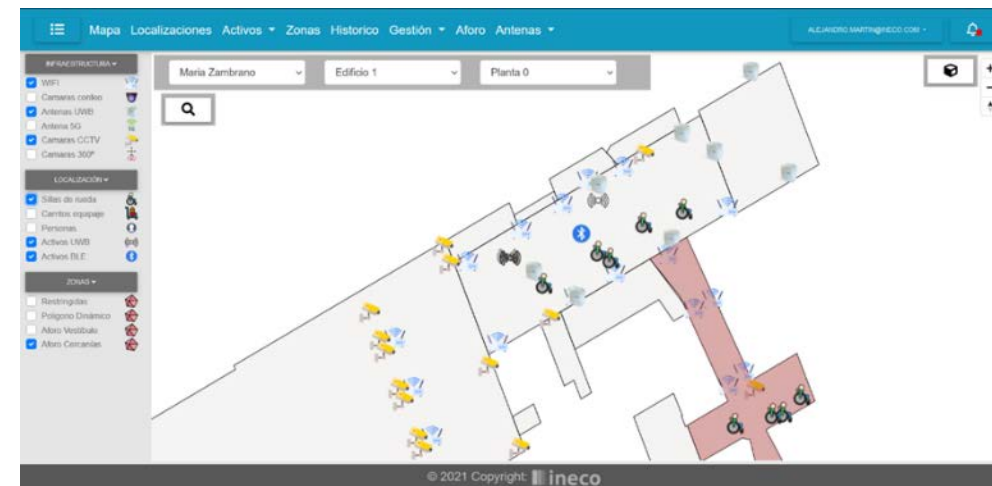 Mapa Localizaciones Activos Zonas Historico Gestión Aforo Antenas ALEJANDRO.MARTIN@INECO.COM
INFRAESTRUCTURA
WIFI
Camaras conteo
Antenas UWB
Antena 5G
Camaras CCTV
Camaras 360º
LOCALIZACIÓN
Sillas de rueda
Carritos equipaje
Personas
Activos UWB
Activos BLE
ZONAS
Restringidas
Poligono Dinámico
Aforo Vestibulo
Aforo Cercanias
Maria Zambrano Edificio 1 Planta 0
© 2021 Copyright: ineco